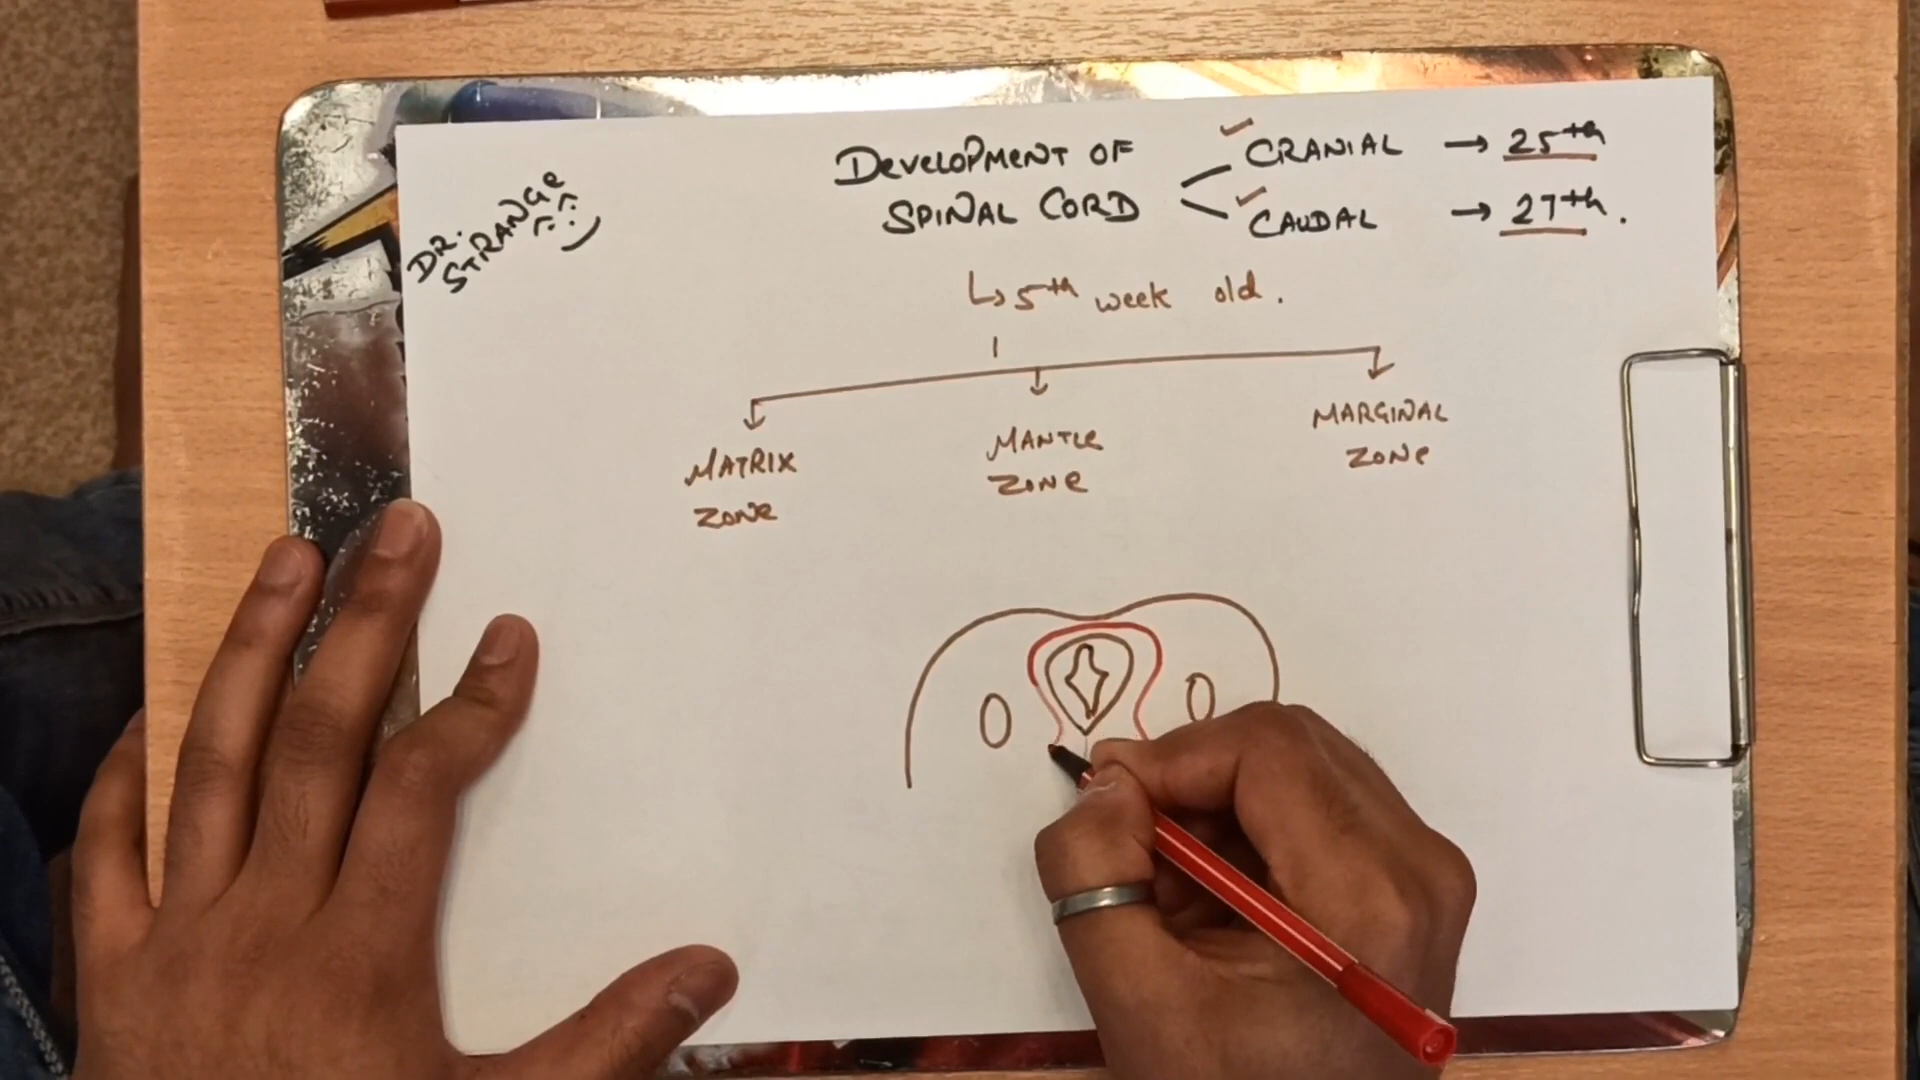 DR.
STRANGE
DEVELOPMENT OF
SPINAL CORD
CRANIAL → 25th
CAUDAL → 27th.
↳ 5th week old.
MATRIX
ZONE
MANTLE
ZONE
MARGINAL
ZONE